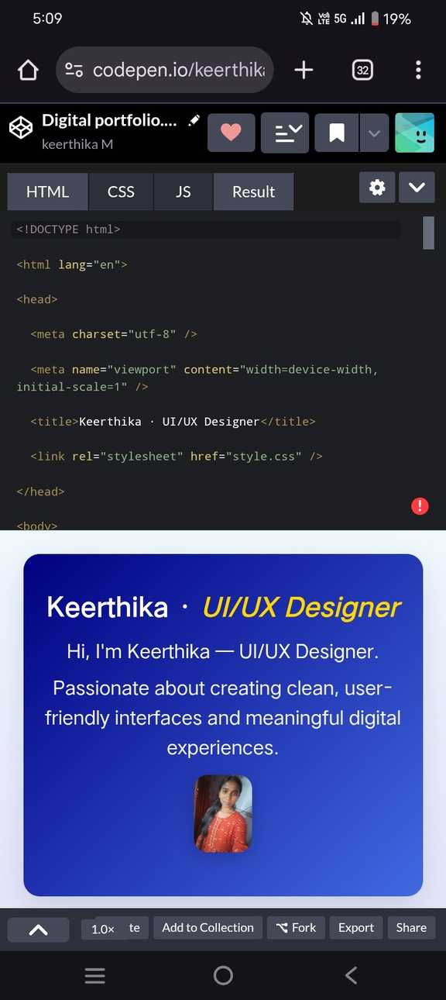 5:09
Vo)) LTE 5G 19%
codepen.io/keerthika
32
Digital portfolio....
keerthika M
HTML CSS JS Result
<!DOCTYPE html>
<html lang="en">
<head>
<meta charset="utf-8" />
<meta name="viewport" content="width=device-width,
initial-scale=1" />
<title>Keerthika · UI/UX Designer</title>
<link rel="stylesheet" href="style.css" />
</head>
<body>
Keerthika · UI/UX Designer
Hi, I'm Keerthika — UI/UX Designer.
Passionate about creating clean, user-
friendly interfaces and meaningful digital
experiences.
1.0× te Add to Collection Fork Export Share